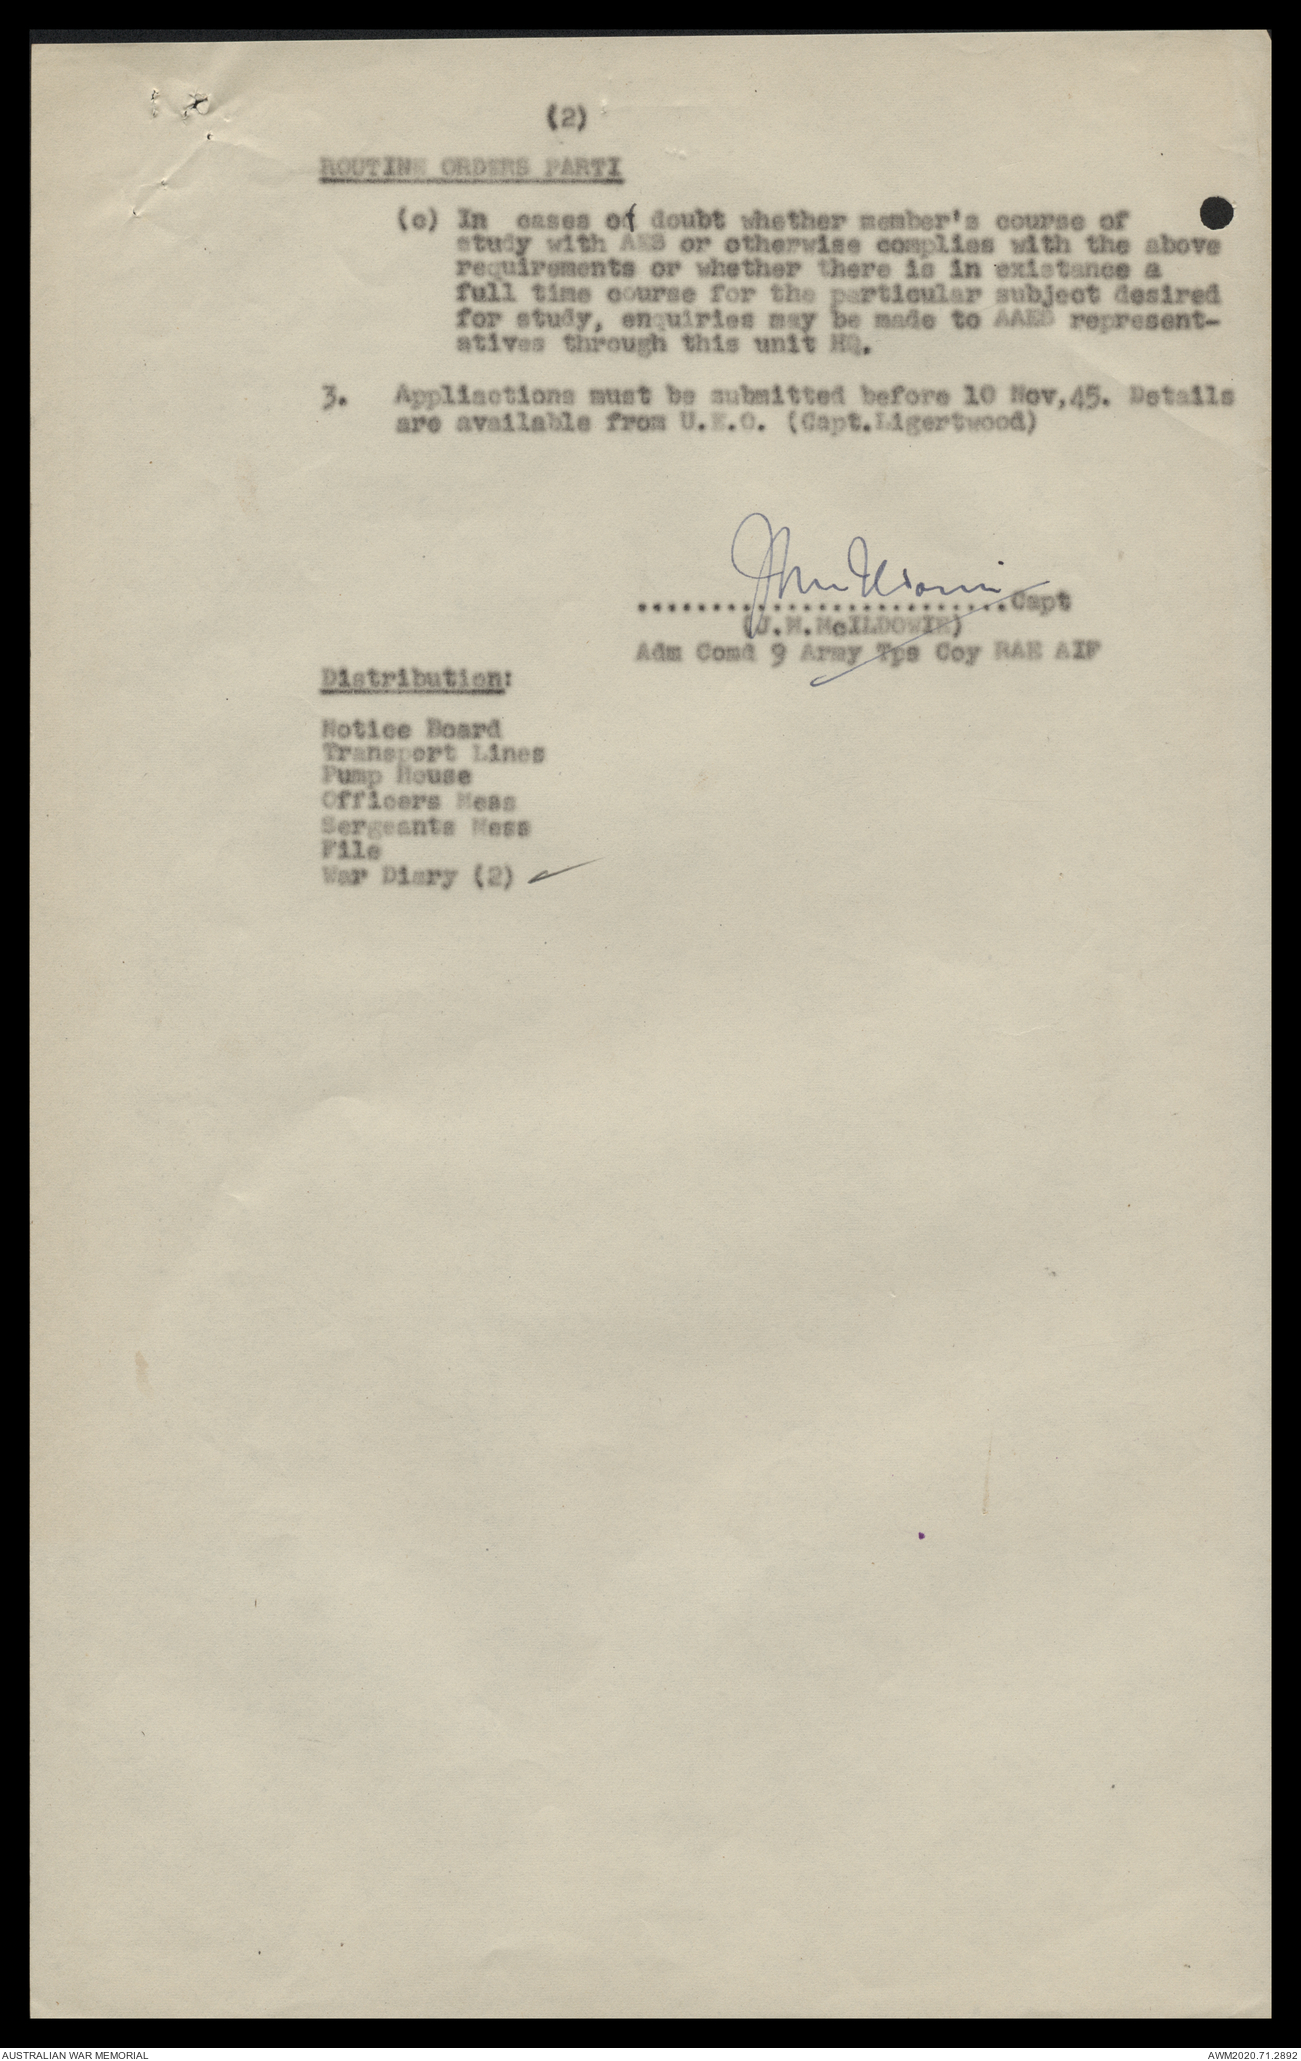 (2)
ROUTINE ORDERS PARTI
(c) In cases of doubt whether member's course of
study with AES or otherwise complies with the above
requirements or whether there is in existance a
full time course for the particular subject desired
for study, enquiries may be made to AAES represent-
atives through this unit HQ.
3. Appliactions must be submitted before 10 Nov,45. Details
are available from U.E.O. (Capt.Ligertwood)
J M McIldowie
.........................Capt
(J.M.McILDOWIE)
Adm Comd 9 Army Tps Coy RAE AIF
Distribution:
Notice Board
Transport Lines
Pump House
Officers Mess
Sergeants Mess
File
War Diary (2) ✓
AUSTRALIAN WAR MEMORIAL
AWM2020.71.2892